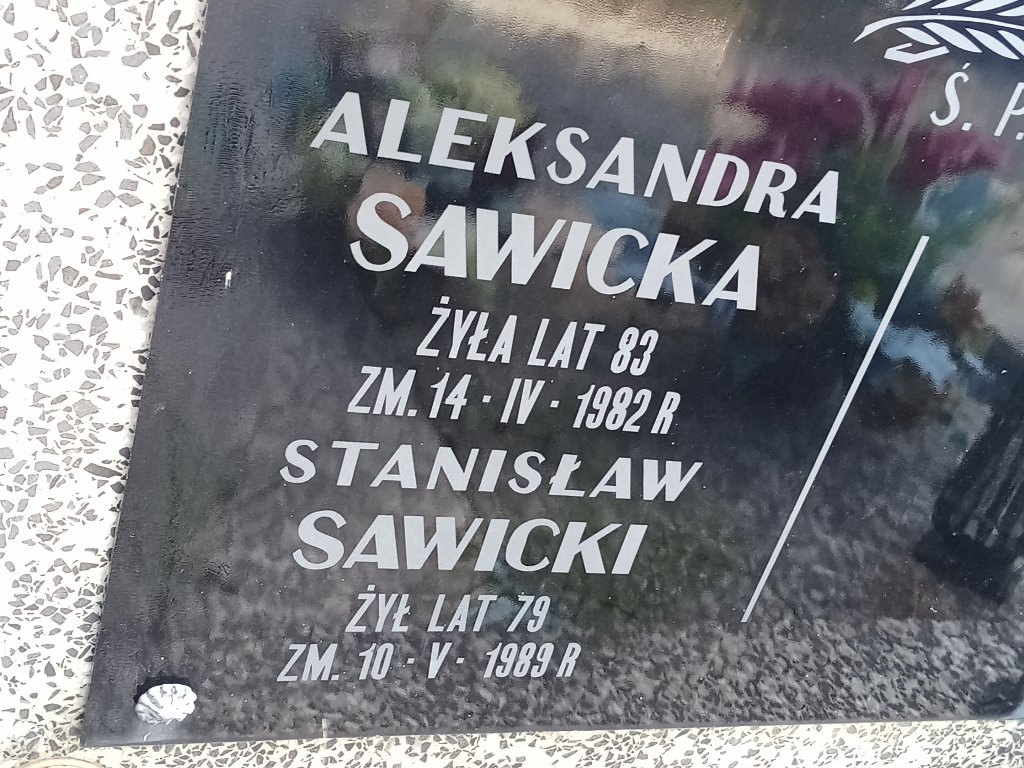 Ś. P.
ALEKSANDRA
SAWICKA
ŻYŁA LAT 83
ZM. 14 · IV · 1982 R
STANISŁAW
SAWICKI
ŻYŁ LAT 79
ZM. 10 · V · 1989 R